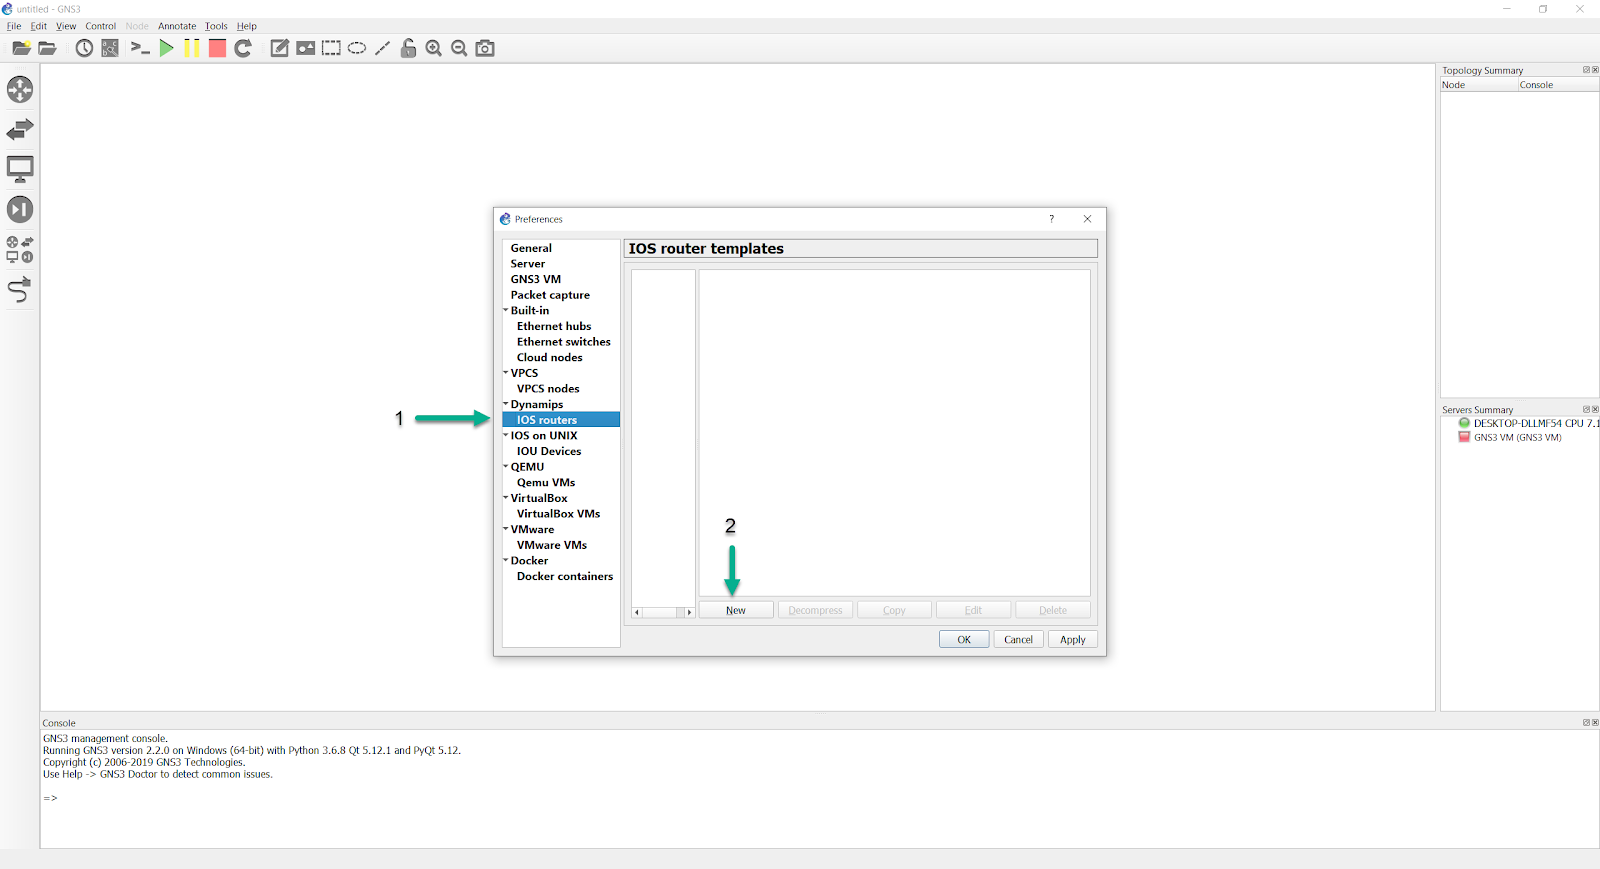 untitled - GNS3
File Edit View Control Node Annotate Tools Help
Topology Summary
Node Console
Preferences
?
General
Server
GNS3 VM
Packet capture
Built-in
Ethernet hubs
Ethernet switches
Cloud nodes
VPCS
VPCS nodes
Dynamips
IOS routers
IOS on UNIX
IOU Devices
QEMU
Qemu VMs
VirtualBox
VirtualBox VMs
VMware
VMware VMs
Docker
Docker containers
IOS router templates
1
2
New Decompress Copy Edit Delete
OK Cancel Apply
Servers Summary
DESKTOP-DLLMF54 CPU 7.1
GNS3 VM (GNS3 VM)
Console
GNS3 management console.
Running GNS3 version 2.2.0 on Windows (64-bit) with Python 3.6.8 Qt 5.12.1 and PyQt 5.12.
Copyright (c) 2006-2019 GNS3 Technologies.
Use Help -> GNS3 Doctor to detect common issues.
=>